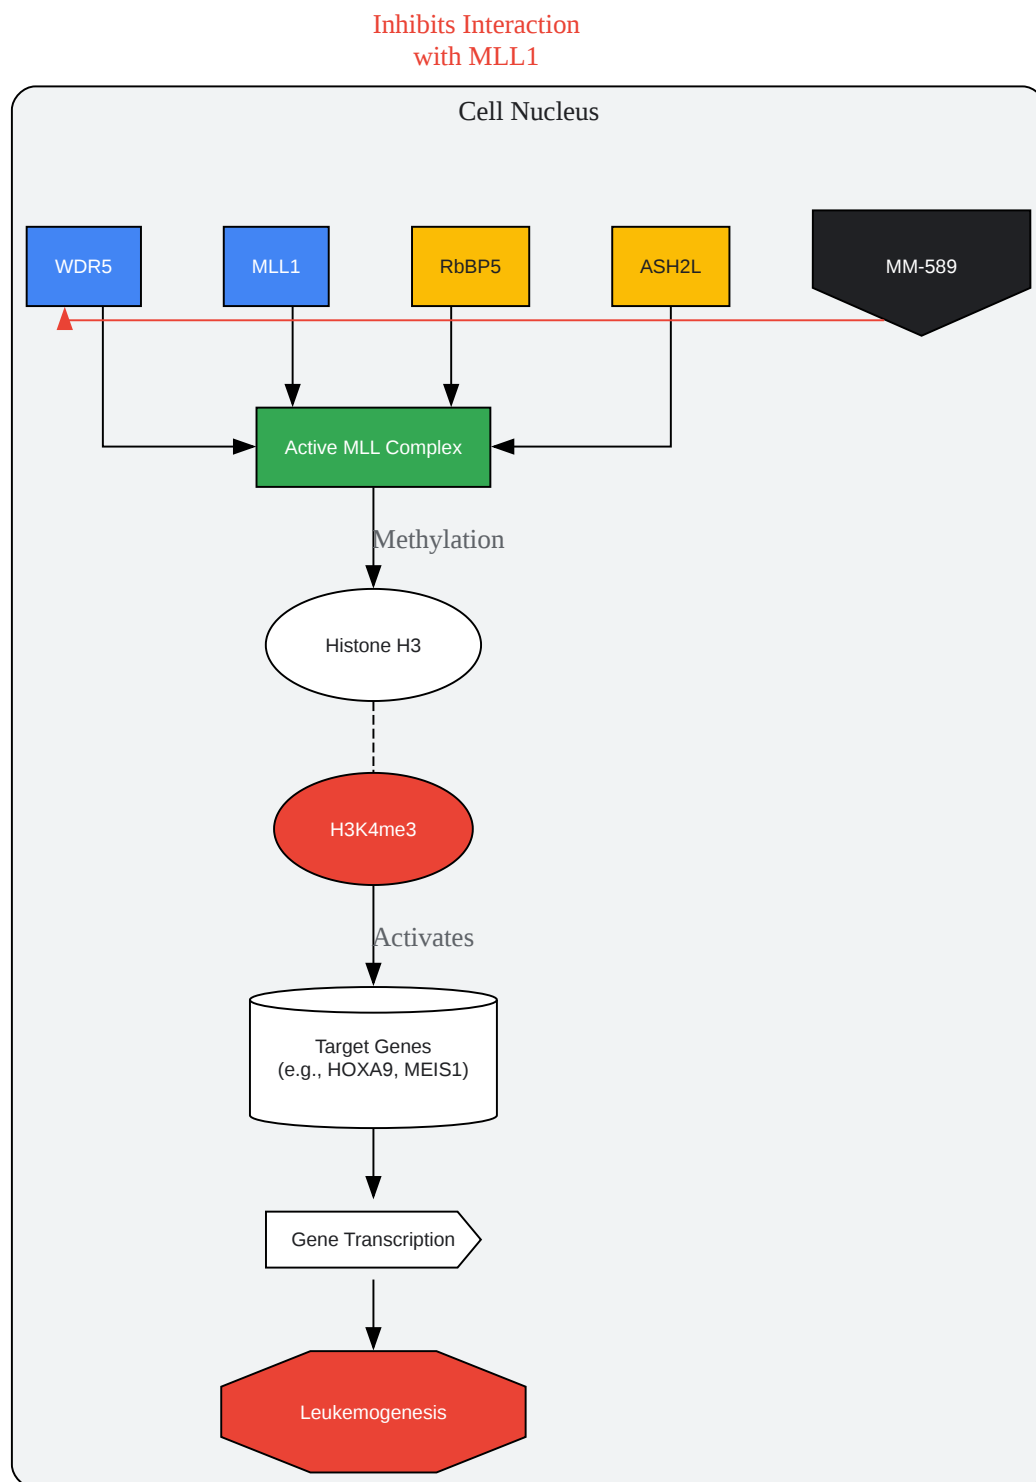 Inhibits Interaction
with MLL1
Cell Nucleus
WDR5
MLL1
RbBP5
ASH2L
MM-589
Active MLL Complex
Methylation
Histone H3
H3K4me3
Activates
Target Genes
(e.g., HOXA9, MEIS1)
Gene Transcription
Leukemogenesis